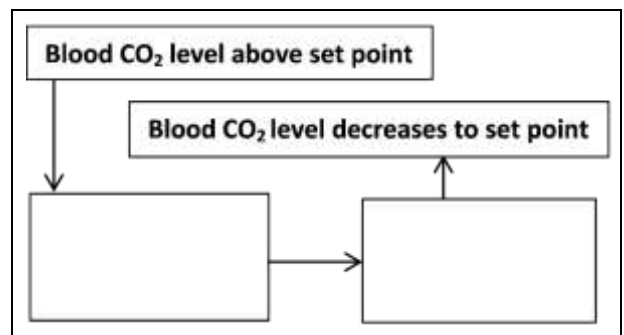 Blood CO₂ level above set point
Blood CO₂ level decreases to set point